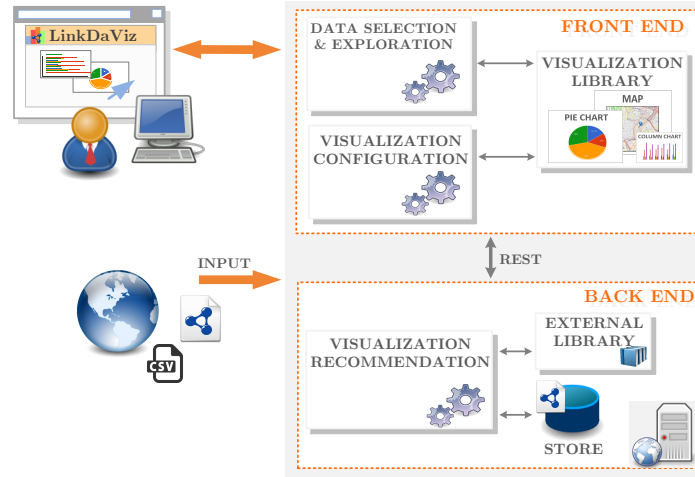 LinkDaViz
DATA SELECTION
& EXPLORATION
FRONT END
VISUALIZATION
LIBRARY
MAP
PIE CHART
COLUMN CHART
VISUALIZATION
CONFIGURATION
INPUT
REST
CSV
BACK END
VISUALIZATION
RECOMMENDATION
EXTERNAL
LIBRARY
STORE